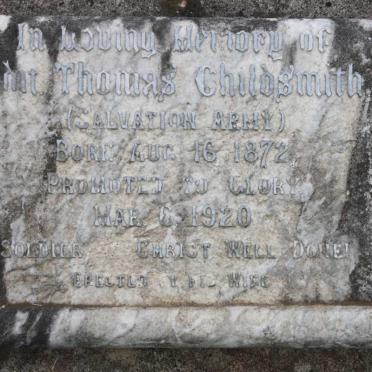 In Loving Memory of
Thomas Childsmith
(Salvation Army)
Born Aug 16 1872
Promoted to Glory
Mar 6 1920
Soldier Christ Well Done!
Erected by his Wife